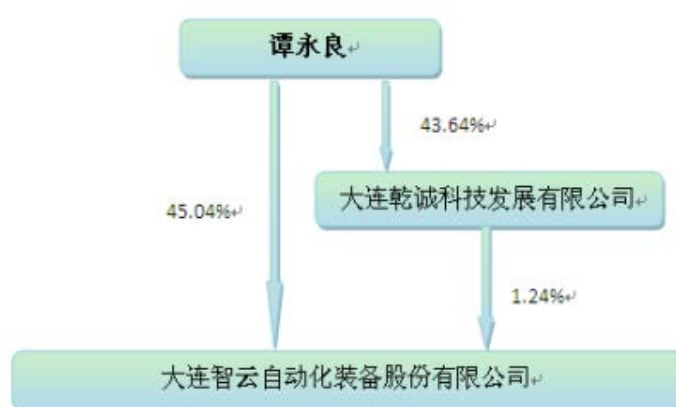 谭永良
43.64%
大连乾诚科技发展有限公司
45.04%
1.24%
大连智云自动化装备股份有限公司